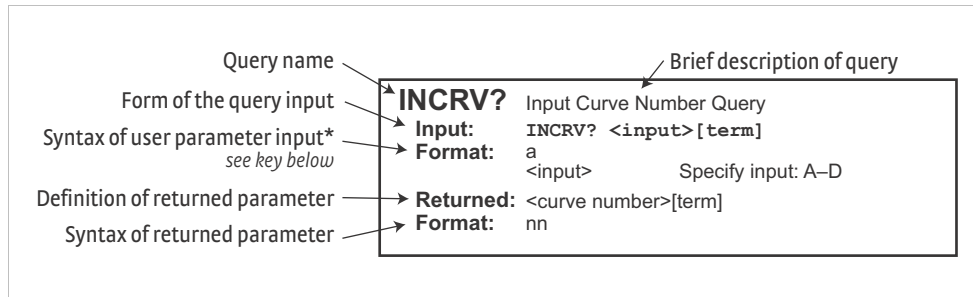 Query name
Brief description of query
Form of the query input
Syntax of user parameter input*
see key below
Definition of returned parameter
Syntax of returned parameter
INCRV? Input Curve Number Query
Input: INCRV? <input>[term]
Format: a
<input> Specify input: A–D
Returned: <curve number>[term]
Format: nn